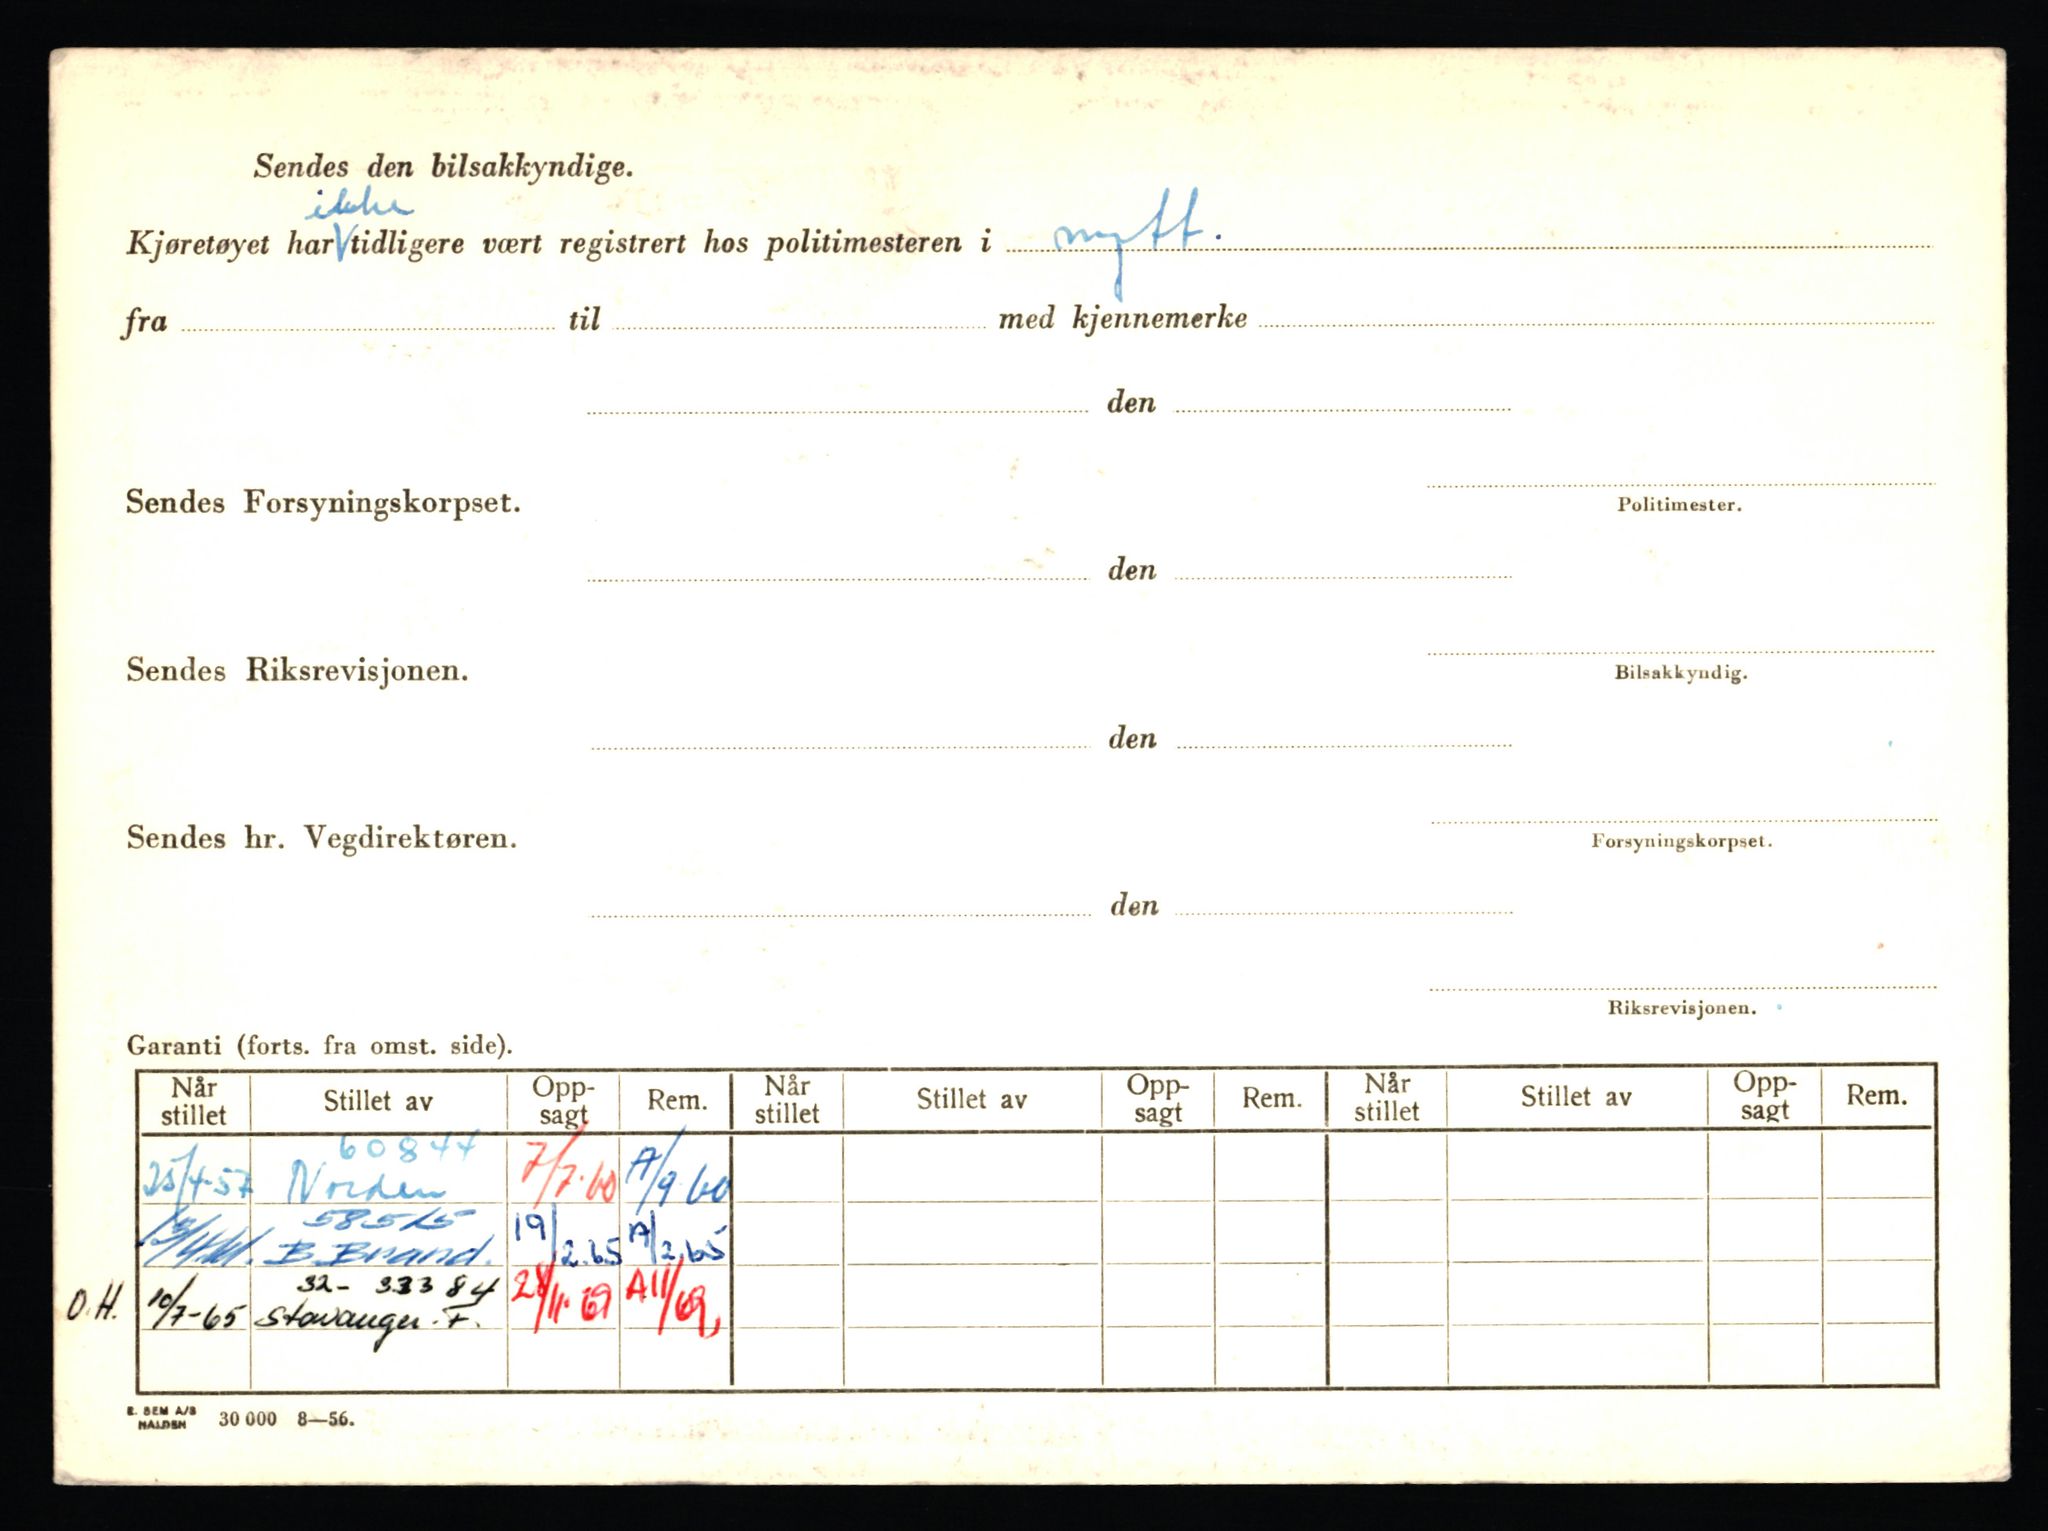 Sendes den bilsakkyndige.
ikke
Kjøretøyet har V tidligere vært registrert hos politimesteren i nytt.
fra til med kjennemerke
den
Politimester.
Sendes Forsyningskorpset.
den
Bilsakkyndig.
Sendes Riksrevisjonen.
den
Forsyningskorpset.
Sendes hr. Vegdirektøren.
den
Riksrevisjonen.
Garanti (forts. fra omst. side).
Når stillet Stillet av Opp-sagt Rem. Når stillet Stillet av Opp-sagt Rem. Når stillet Stillet av Opp-sagt Rem.
60844
25/4-57 Norden 7/7.60 A/9 60
58515
B. Brand. 19/2.65 A/2.65
32- 33384
O.H. 10/7-65 Stavanger. F. 28/11.69 A11/69,
E. SEM A/S
HALDEN 30 000 8—56.